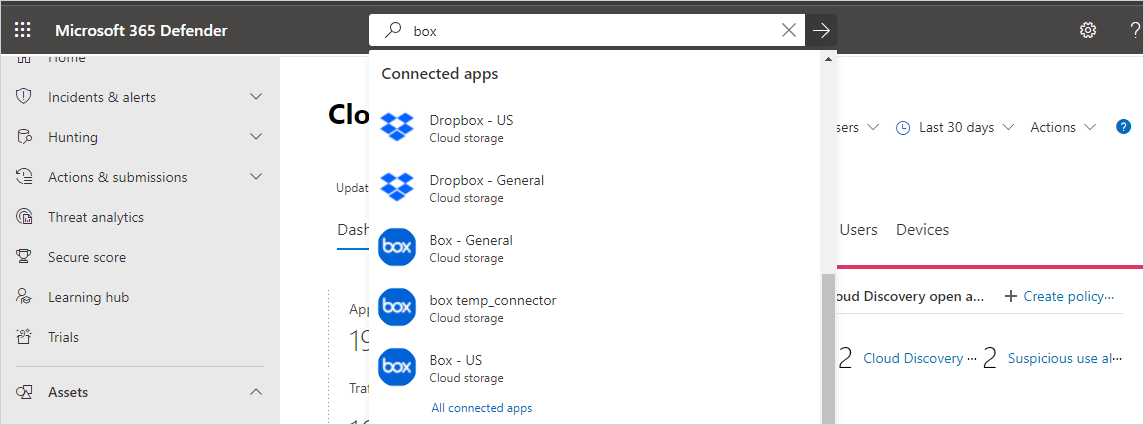 Microsoft 365 Defender
box
Home
Incidents & alerts
Hunting
Actions & submissions
Threat analytics
Secure score
Learning hub
Trials
Assets
Connected apps
Dropbox - US
Cloud storage
Dropbox - General
Cloud storage
box
Box - General
Cloud storage
box
box temp_connector
Cloud storage
box
Box - US
Cloud storage
All connected apps
Clo
Last 30 days
Actions
?
?
Updat
Dash
Users
Devices
App
19
Traf
oud Discovery open a...
+ Create policy...
2 Cloud Discovery ...
2 Suspicious use al...